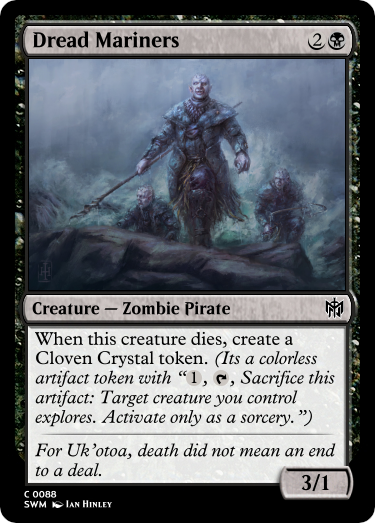 Dread Mariners 2
Creature — Zombie Pirate
When this creature dies, create a
Cloven Crystal token. (Its a colorless
artifact token with “1, , Sacrifice this
artifact: Target creature you control
explores. Activate only as a sorcery.”)
For Uk'otoa, death did not mean an end
to a deal.
3/1
C 0088
SWM Ian Hinley